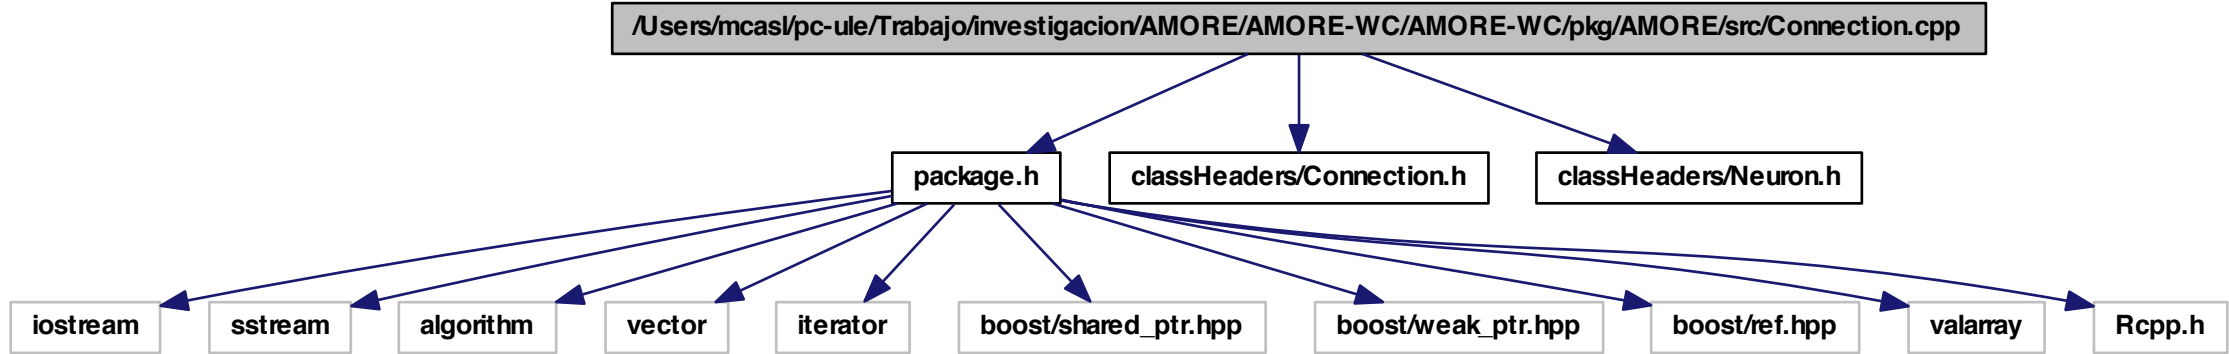 /Users/mcasl/pc-ule/Trabajo/investigacion/AMORE/AMORE-WC/AMORE-WC/pkg/AMORE/src/Connection.cpp
package.h
classHeaders/Connection.h
classHeaders/Neuron.h
iostream
sstream
algorithm
vector
iterator
boost/shared_ptr.hpp
boost/weak_ptr.hpp
boost/ref.hpp
valarray
Rcpp.h